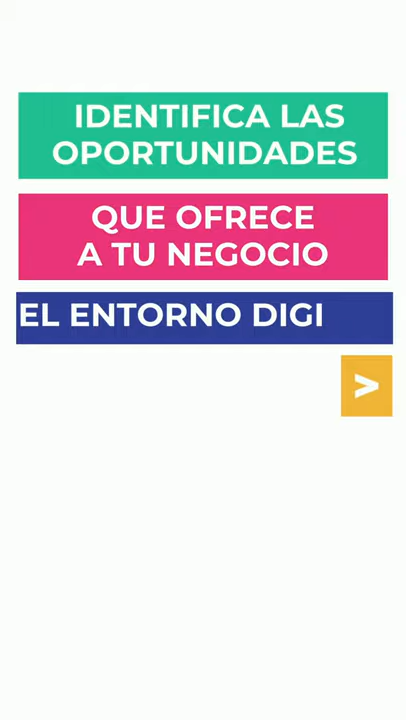 IDENTIFICA LAS
OPORTUNIDADES
QUE OFRECE
A TU NEGOCIO
EL ENTORNO DIGI
>